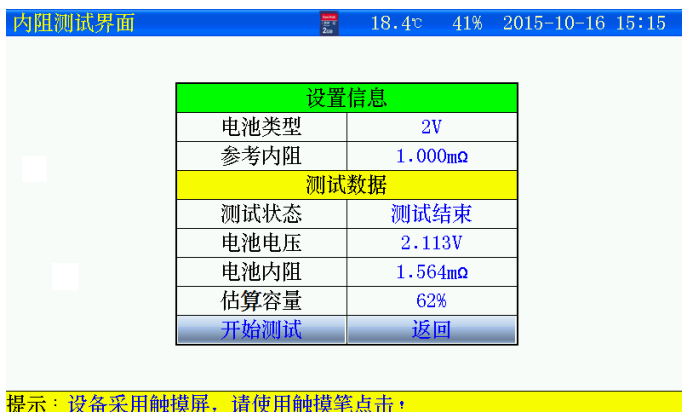 内阻测试界面 18.4℃ 41% 2015-10-16 15:15
设置信息
电池类型 2V
参考内阻 1.000mΩ
测试数据
测试状态 测试结束
电池电压 2.113V
电池内阻 1.564mΩ
估算容量 62%
开始测试 返回
提示：设备采用触摸屏，请使用触摸笔点击！